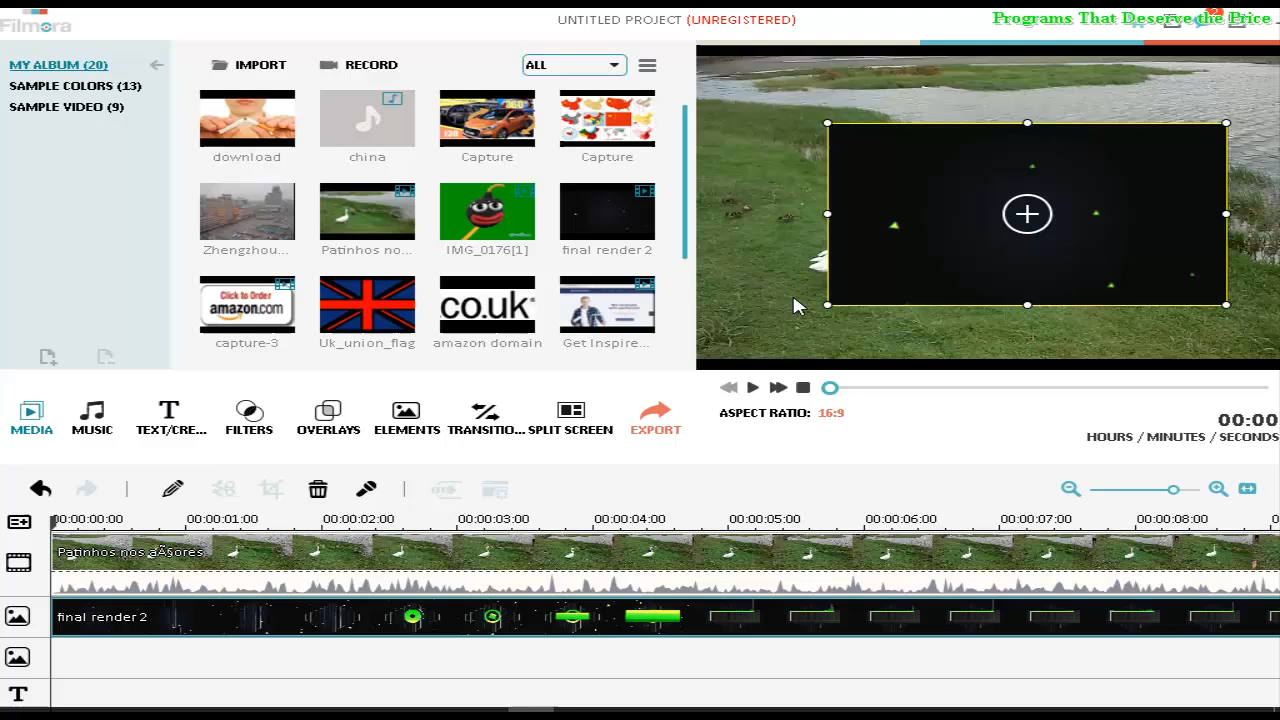 Filmora
UNTITLED PROJECT (UNREGISTERED)
Programs That Deserve the Price
MY ALBUM (20)
SAMPLE COLORS (13)
SAMPLE VIDEO (9)
IMPORT
RECORD
ALL
download
china
Capture
Capture
Zhengzhou...
Patinhos no...
IMG_0176[1]
final render 2
Click to Order
amazon.com
co.uk
capture-3
Uk_union_flag
amazon domain
Get Inspire...
MEDIA
MUSIC
TEXT/CRE...
FILTERS
OVERLAYS
ELEMENTS
TRANSITIO...
SPLIT SCREEN
EXPORT
ASPECT RATIO: 16:9
00:00
HOURS / MINUTES / SECONDS
00:00:00:00
00:00:01:00
00:00:02:00
00:00:03:00
00:00:04:00
00:00:05:00
00:00:06:00
00:00:07:00
00:00:08:00
Patinhos nos aÃ§ores
final render 2
T